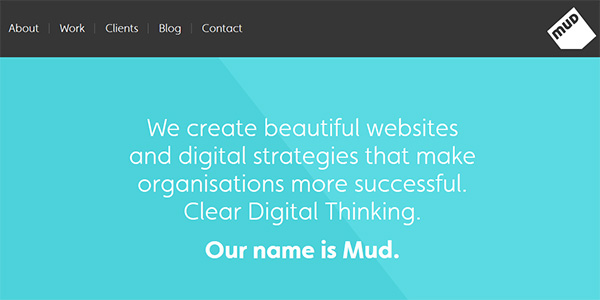 About | Work | Clients | Blog | Contact
mud
We create beautiful websites
and digital strategies that make
organisations more successful.
Clear Digital Thinking.
Our name is Mud.